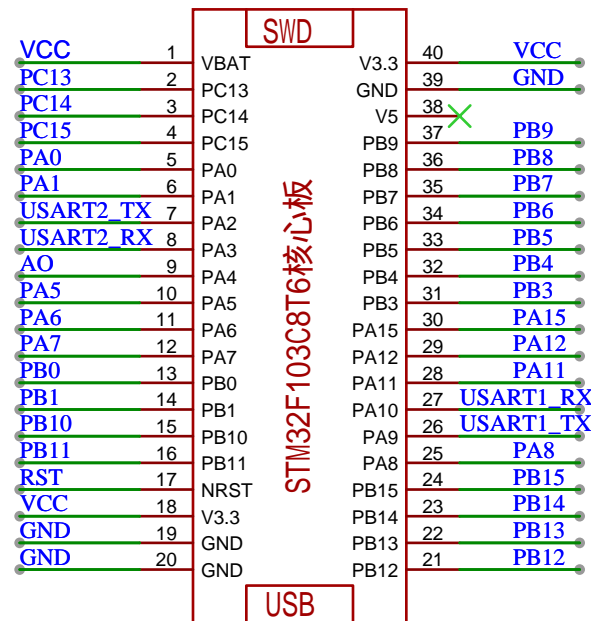 SWD
VCC 1 VBAT V3.3 40 VCC
PC13 2 PC13 GND 39 GND
PC14 3 PC14 V5 38
PC15 4 PC15 PB9 37 PB9
PA0 5 PA0 PB8 36 PB8
PA1 6 PA1 PB7 35 PB7
USART2_TX 7 PA2 PB6 34 PB6
USART2_RX 8 PA3 PB5 33 PB5
AO 9 PA4 PB4 32 PB4
PA5 10 PA5 PB3 31 PB3
PA6 11 PA6 PA15 30 PA15
PA7 12 PA7 PA12 29 PA12
PB0 13 PB0 PA11 28 PA11
PB1 14 PB1 PA10 27 USART1_RX
PB10 15 PB10 PA9 26 USART1_TX
PB11 16 PB11 PA8 25 PA8
RST 17 NRST PB15 24 PB15
VCC 18 V3.3 PB14 23 PB14
GND 19 GND PB13 22 PB13
GND 20 GND PB12 21 PB12
STM32F103C8T6核心板
USB